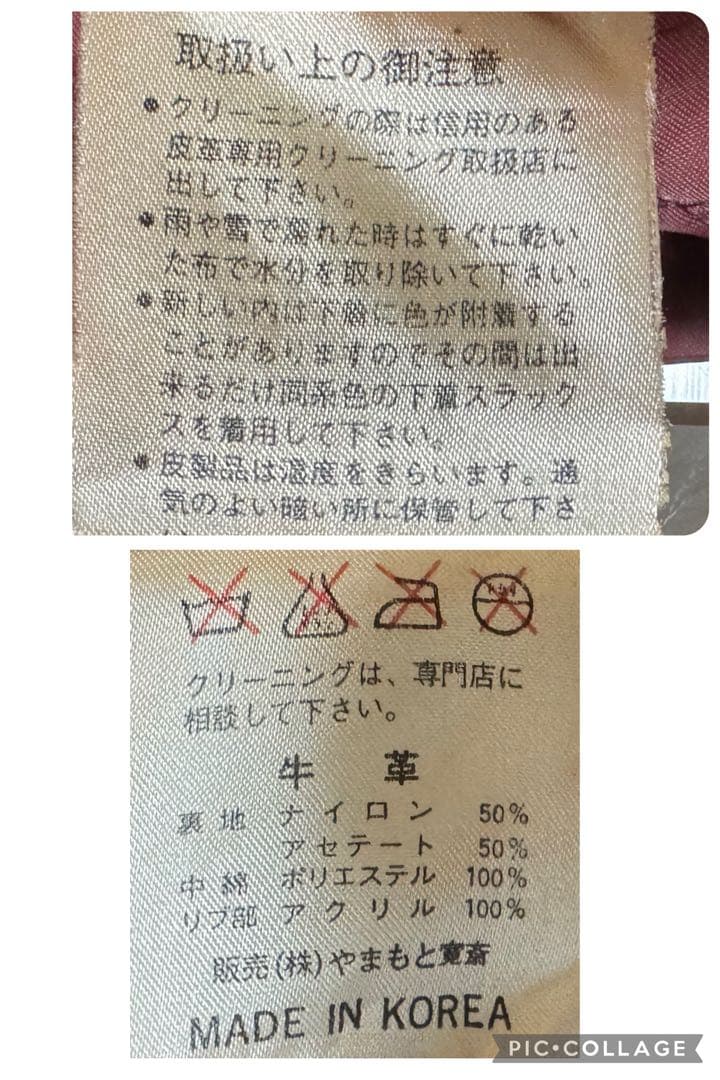 取扱い上の御注意
●クリーニングの際は信用のある
皮革専用クリーニング取扱店に
出して下さい。
●雨や雪で濡れた時はすぐに乾い
た布で水分を取り除いて下さい。
●新しい内は下着に色が附着する
ことがありますのでその間は出
来るだけ同系色の下着スラック
スを着用して下さい。
●皮製品は湿度をきらいます。通
気のよい暗い所に保管して下さ
い
クリーニングは、専門店に
相談して下さい。
牛 革
裏地 ナイロン 50%
アセテート 50%
中綿 ポリエステル 100%
リブ部 アクリル 100%
販売(株)やまもと寛斎
MADE IN KOREA
PIC•COLLAGE